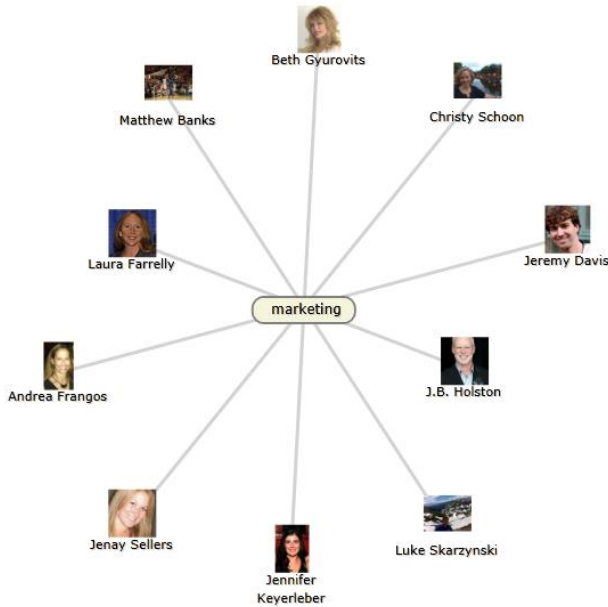 Beth Gyurovits
Matthew Banks
Christy Schoon
Laura Farrelly
Jeremy Davis
marketing
Andrea Frangos
J.B. Holston
Jenay Sellers
Luke Skarzynski
Jennifer
Keyerleber